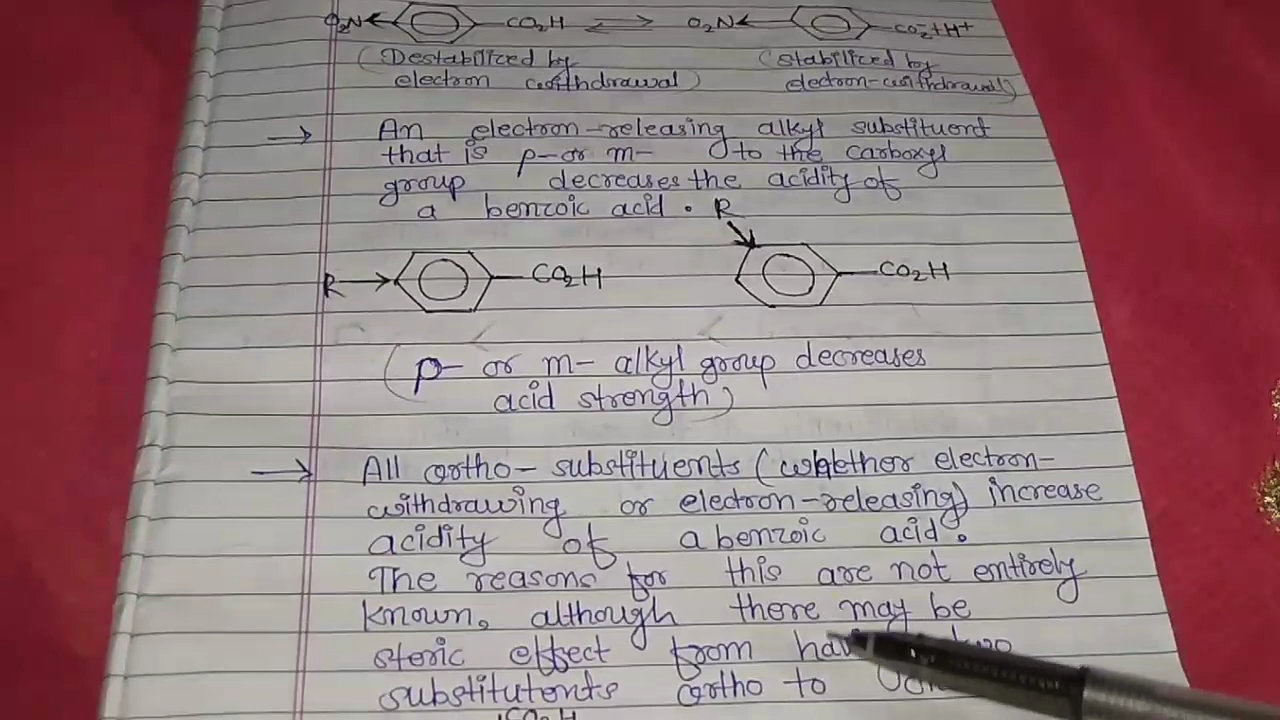 O₂N CO₂H ⇌ O₂N CO₂⁻+H⁺
(Destabilized by (stabilized by
electron withdrawal) electron-withdrawal)
→ An electron-releasing alkyl substituent
that is p- or m- to the carboxyl
group decreases the acidity of
a benzoic acid. R
R→ CO₂H CO₂H
(p- or m- alkyl group decreases
acid strength)
→ All ortho- substituents (whether electron-
withdrawing or electron-releasing) increase
acidity of a benzoic acid.
The reasons for this are not entirely
known, although there may be
steric effect from
substitutents ortho to
CO₂H